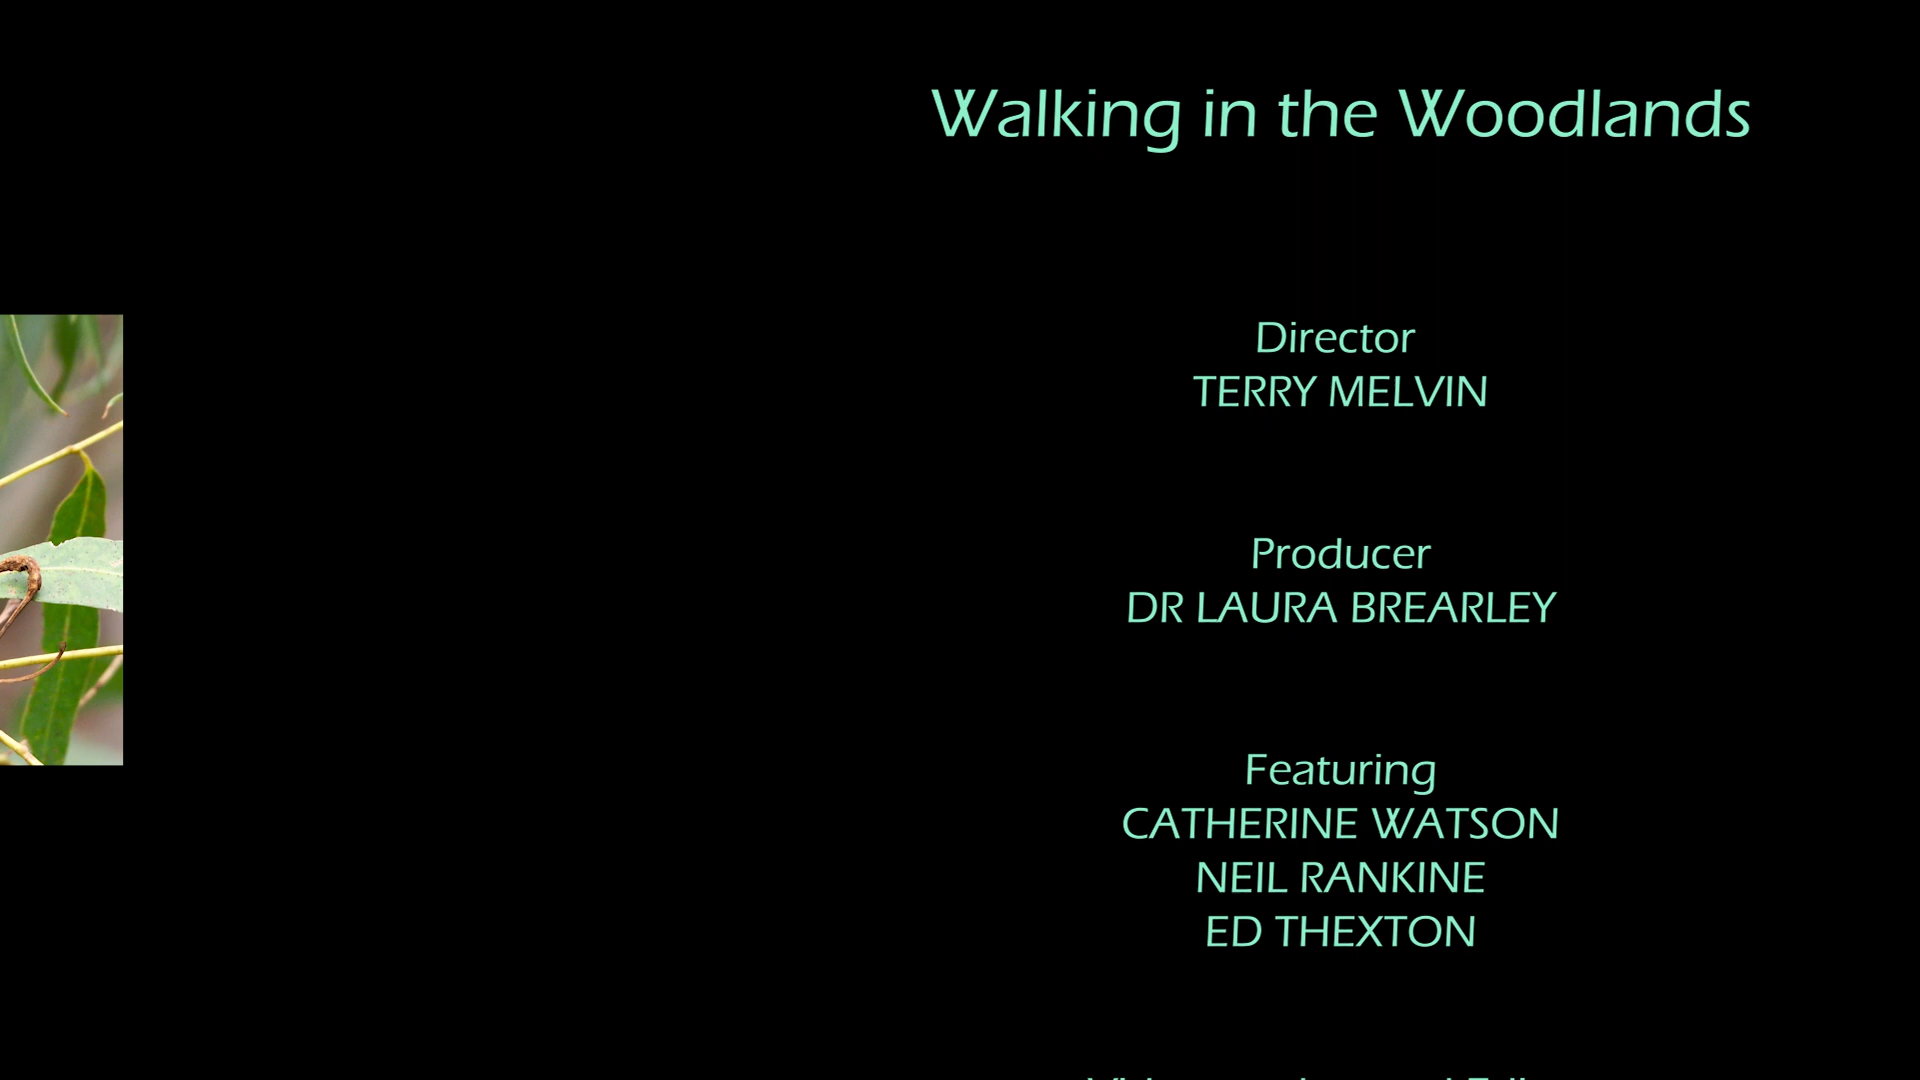 Walking in the Woodlands
Director
TERRY MELVIN
Producer
DR LAURA BREARLEY
Featuring
CATHERINE WATSON
NEIL RANKINE
ED THEXTON